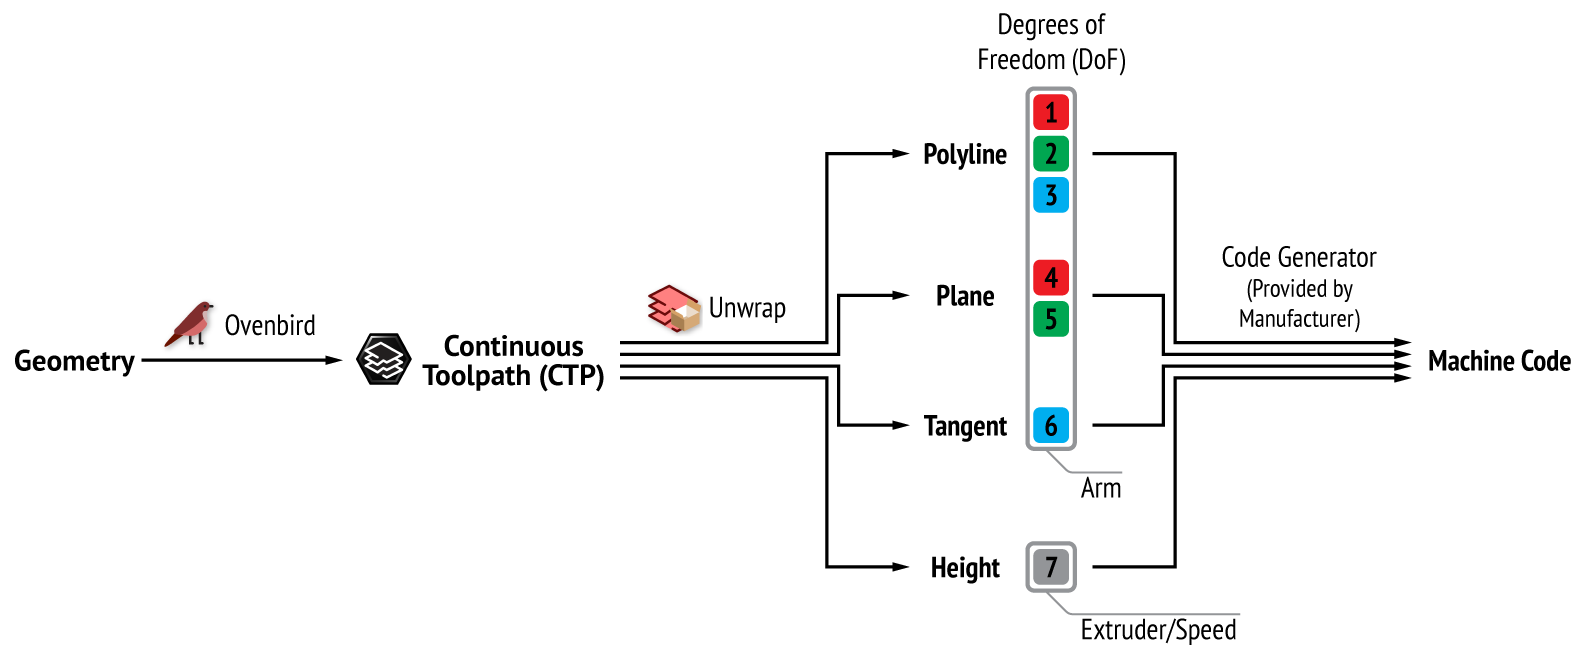 Degrees of
Freedom (DoF)
1
Polyline
2
3
Code Generator
(Provided by
Manufacturer)
4
Plane
5
Unwrap
Ovenbird
Geometry
Continuous
Toolpath (CTP)
Machine Code
Tangent
6
Arm
Height
7
Extruder/Speed